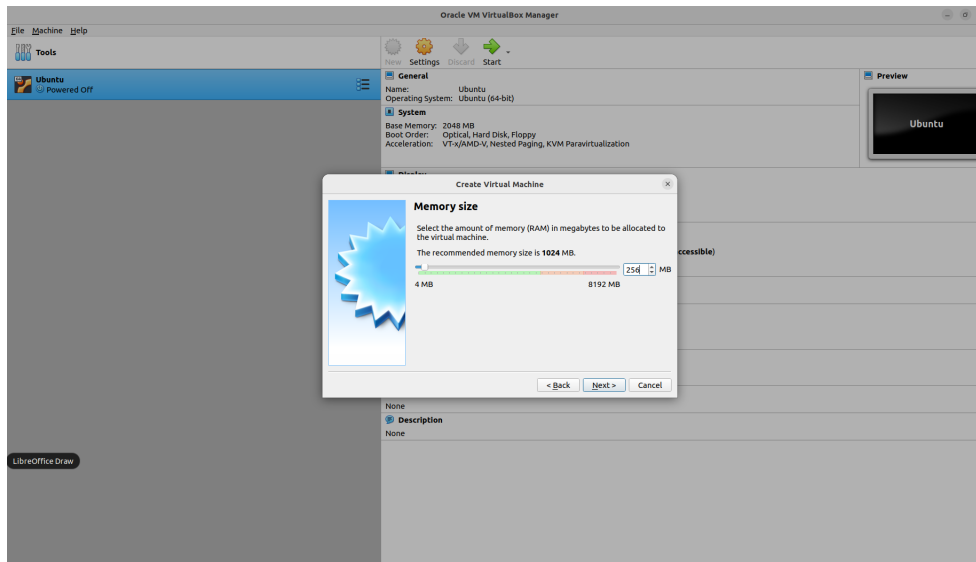 Oracle VM VirtualBox Manager
File Machine Help
Tools
New Settings Discard Start
Ubuntu
Powered Off
General
Name: Ubuntu
Operating System: Ubuntu (64-bit)
System
Base Memory: 2048 MB
Boot Order: Optical, Hard Disk, Floppy
Acceleration: VT-x/AMD-V, Nested Paging, KVM Paravirtualization
Preview
Ubuntu
Display
Create Virtual Machine
Memory size
Select the amount of memory (RAM) in megabytes to be allocated to
the virtual machine.
The recommended memory size is 1024 MB.
256 MB
4 MB 8192 MB
< Back Next > Cancel
ccessible)
None
Description
None
LibreOffice Draw